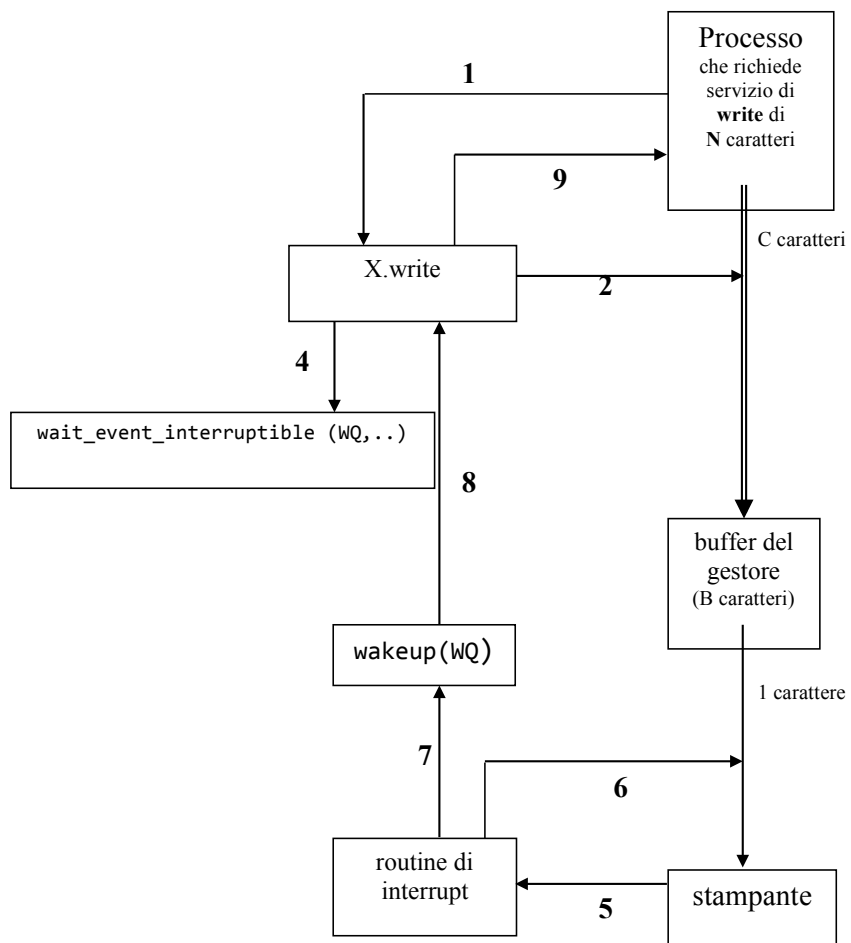 Processo
che richiede
servizio di
write di
N caratteri
1
9
C caratteri
X.write
2
4
wait_event_interruptible (WQ,..)
8
buffer del
gestore
(B caratteri)
wakeup(WQ)
1 carattere
7
6
routine di
interrupt
5
stampante